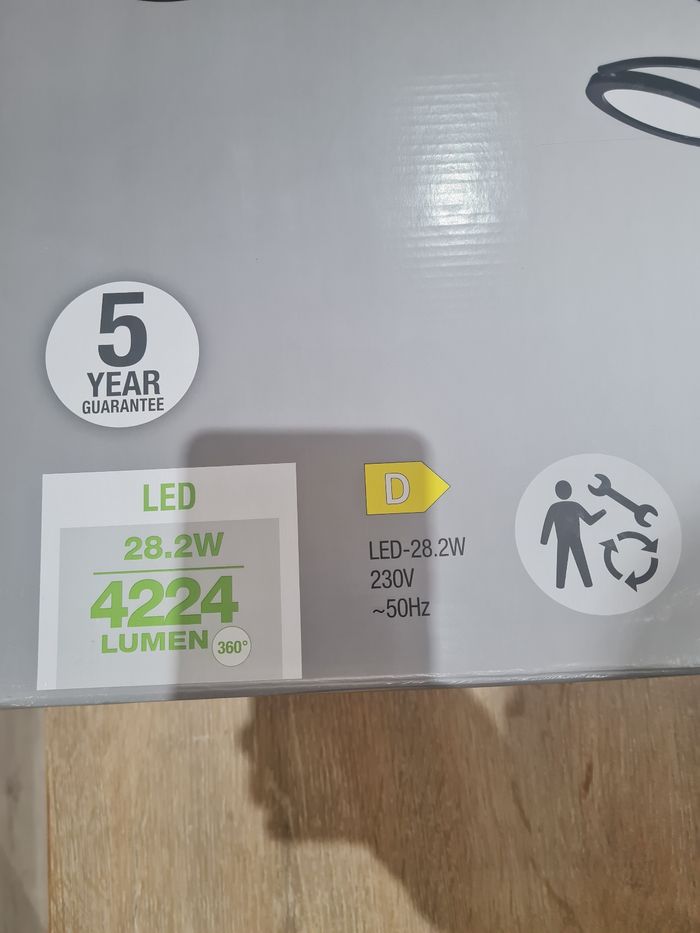 5
YEAR
GUARANTEE
LED
28.2W
4224
LUMEN
360°
D
LED-28.2W
230V
~50Hz